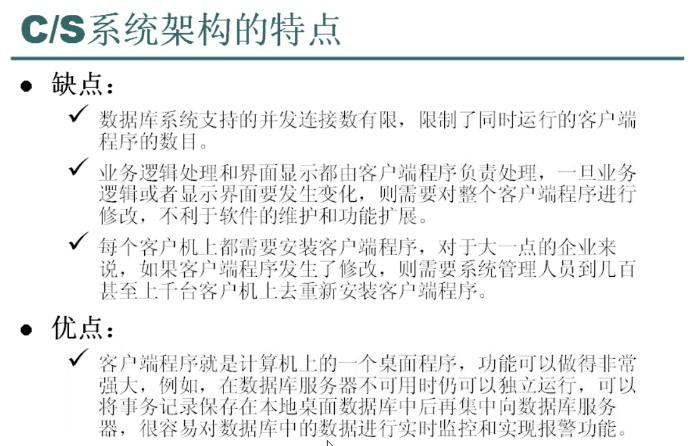 C/S系统架构的特点
缺点：
数据库系统支持的并发连接数有限，限制了同时运行的客户端
程序的数目。
业务逻辑处理和界面显示都由客户端程序负责处理，一旦业务
逻辑或者显示界面要发生变化，则需要对整个客户端程序进行
修改，不利于软件的维护和功能扩展。
每个客户机上都需要安装客户端程序，对于大一点的企业来
说，如果客户端程序发生了修改，则需要系统管理人员到几百
甚至上千台客户机上去重新安装客户端程序。
优点：
客户端程序就是计算机上的一个桌面程序，功能可以做得非常
强大，例如，在数据库服务器不可用时仍可以独立运行，可以
将事务记录保存在本地桌面数据库中后再集中向数据库服务
器，很容易对数据库中的数据进行实时监控和实现报警功能。